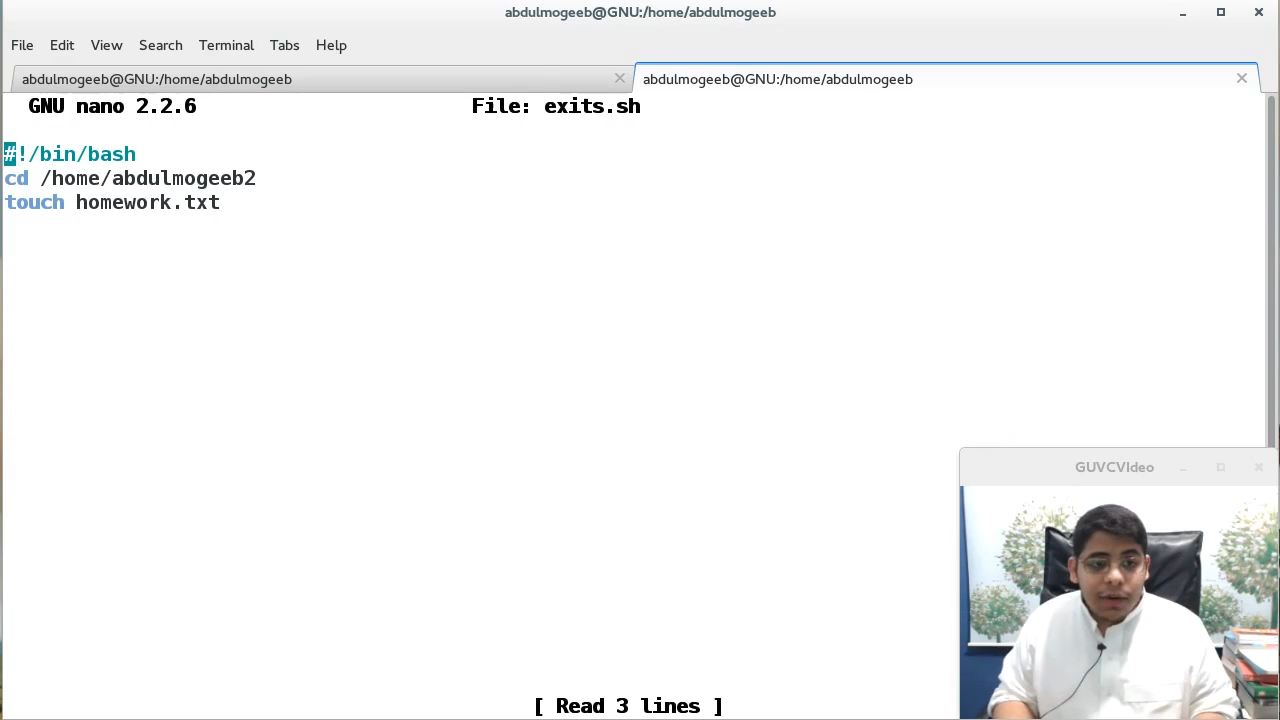 abdulmogeeb@GNU:/home/abdulmogeeb
File Edit View Search Terminal Tabs Help
abdulmogeeb@GNU:/home/abdulmogeeb abdulmogeeb@GNU:/home/abdulmogeeb
GNU nano 2.2.6 File: exits.sh
#!/bin/bash
cd /home/abdulmogeeb2
touch homework.txt
GUVCVIdeo
[ Read 3 lines ]